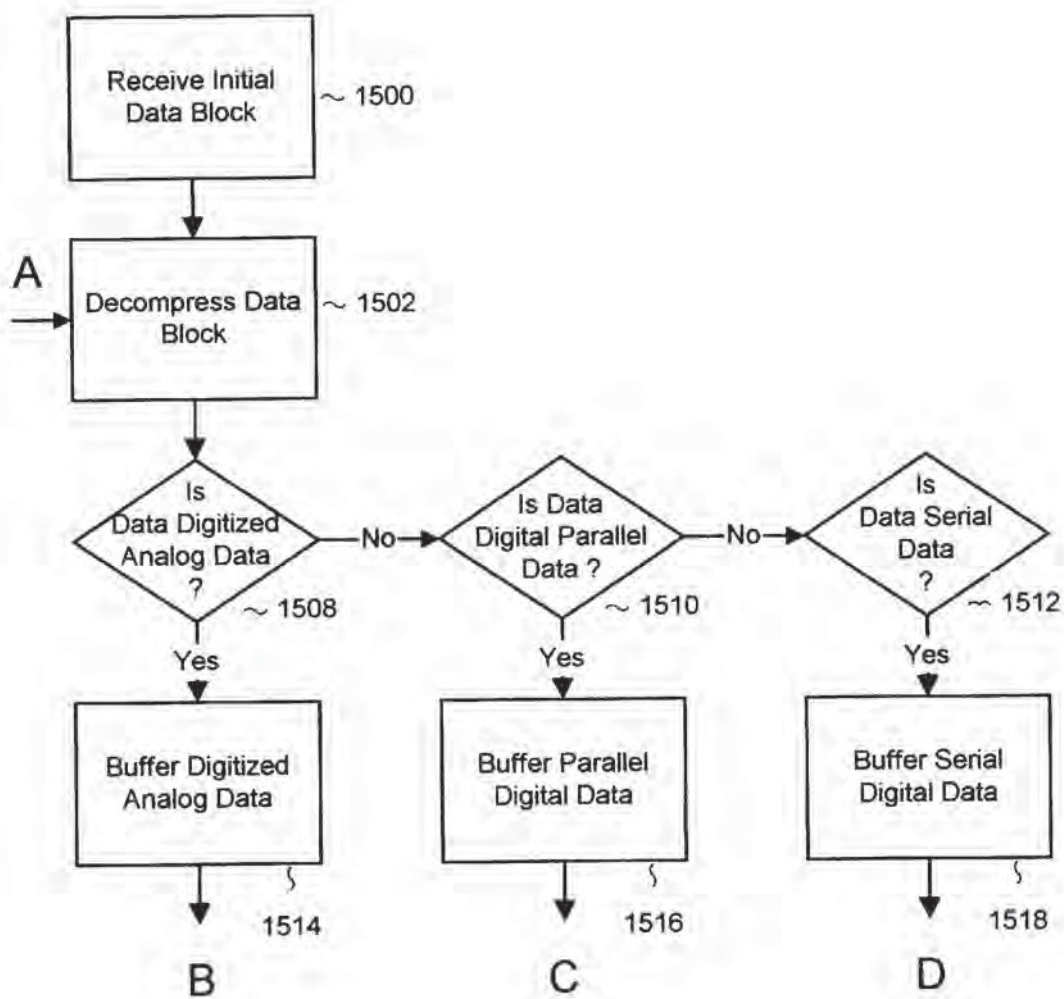 Receive Initial
Data Block
~ 1500
A
Decompress Data
Block
~ 1502
Is
Data Digitized
Analog Data
?
~ 1508
No
Is Data
Digital Parallel
Data ?
~ 1510
No
Is
Data Serial
Data
?
~ 1512
Yes
Yes
Yes
Buffer Digitized
Analog Data
1514
Buffer Parallel
Digital Data
1516
Buffer Serial
Digital Data
1518
B
C
D